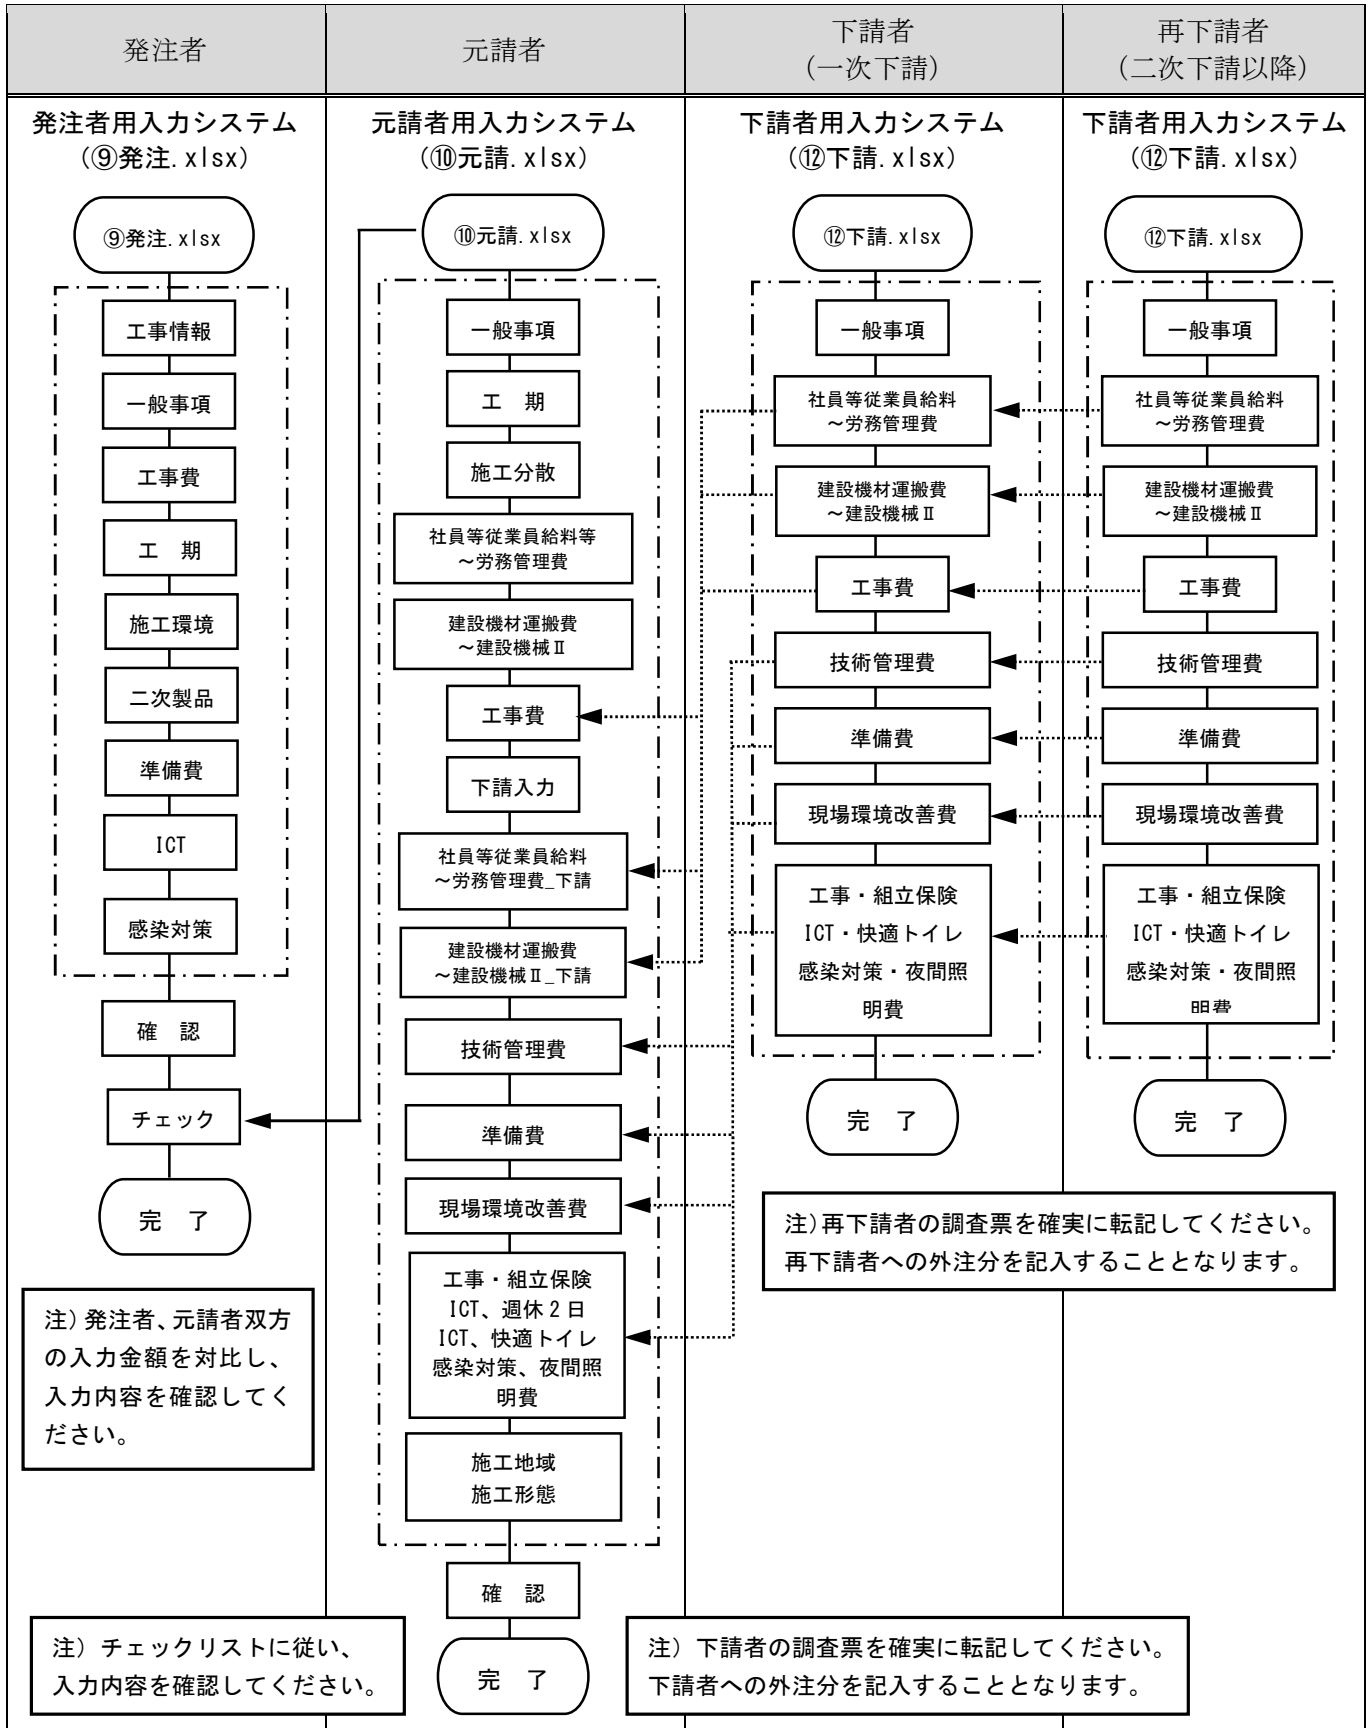 発注者
元請者
下請者
（一次下請）
再下請者
（二次下請以降）
発注者用入力システム
（⑨発注.xlsx）
⑨発注.xlsx
工事情報
一般事項
工事費
工　期
施工環境
二次製品
準備費
ICT
感染対策
確　認
チェック
完　了
注）発注者、元請者双方
の入力金額を対比し、
入力内容を確認してく
ださい。
元請者用入力システム
（⑩元請.xlsx）
⑩元請.xlsx
一般事項
工　期
施工分散
社員等従業員給料等
～労務管理費
建設機材運搬費
～建設機械Ⅱ
工事費
下請入力
社員等従業員給料
～労務管理費_下請
建設機材運搬費
～建設機械Ⅱ_下請
技術管理費
準備費
現場環境改善費
工事・組立保険
ICT、週休２日
ICT、快適トイレ
感染対策、夜間照
明費
施工地域
施工形態
確　認
完　了
注）チェックリストに従い、
入力内容を確認してください。
下請者用入力システム
（⑫下請.xlsx）
⑫下請.xlsx
一般事項
社員等従業員給料
～労務管理費
建設機材運搬費
～建設機械Ⅱ
工事費
技術管理費
準備費
現場環境改善費
工事・組立保険
ICT・快適トイレ
感染対策・夜間照
明費
完　了
下請者用入力システム
（⑫下請.xlsx）
⑫下請.xlsx
一般事項
社員等従業員給料
～労務管理費
建設機材運搬費
～建設機械Ⅱ
工事費
技術管理費
準備費
現場環境改善費
工事・組立保険
ICT・快適トイレ
感染対策・夜間照
明費
完　了
注）再下請者の調査票を確実に転記してください。
再下請者への外注分を記入することとなります。
注）下請者の調査票を確実に転記してください。
下請者への外注分を記入することとなります。